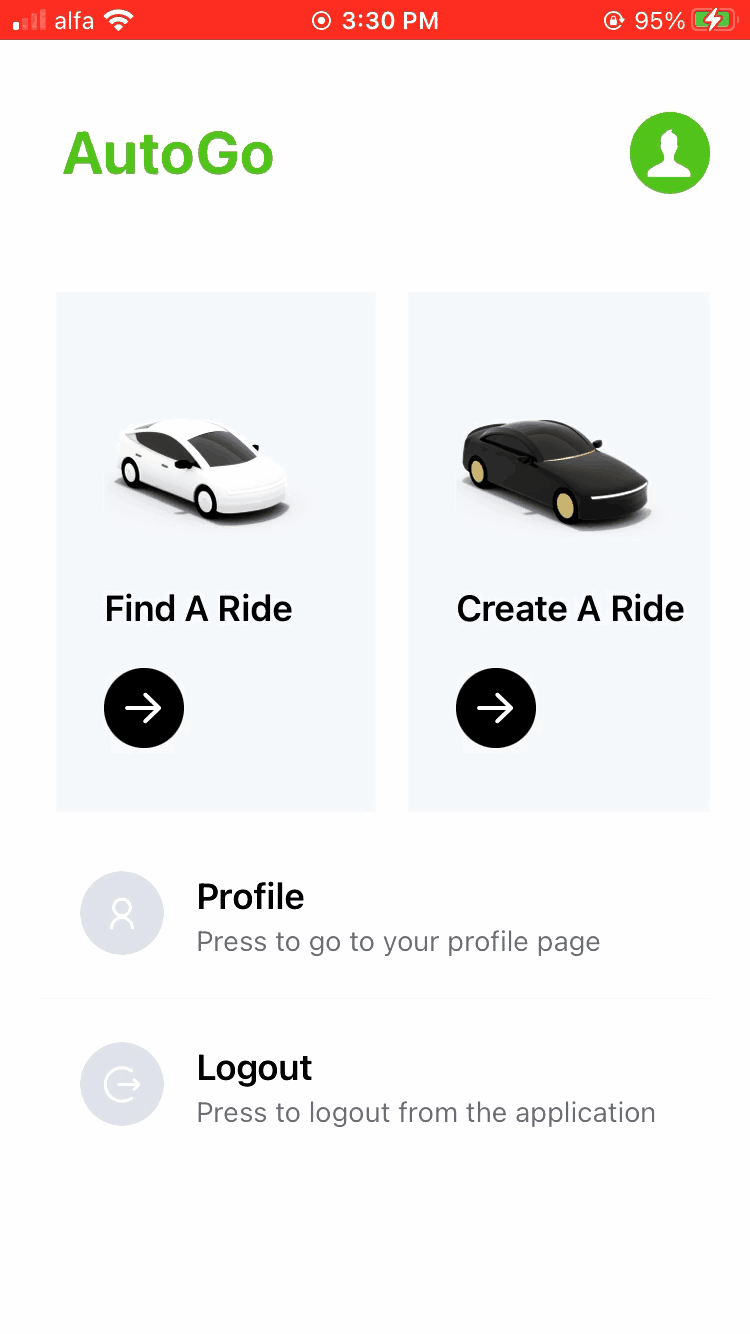 alfa 3:30 PM 95%
AutoGo
Find A Ride Create A Ride
Profile
Press to go to your profile page
Logout
Press to logout from the application